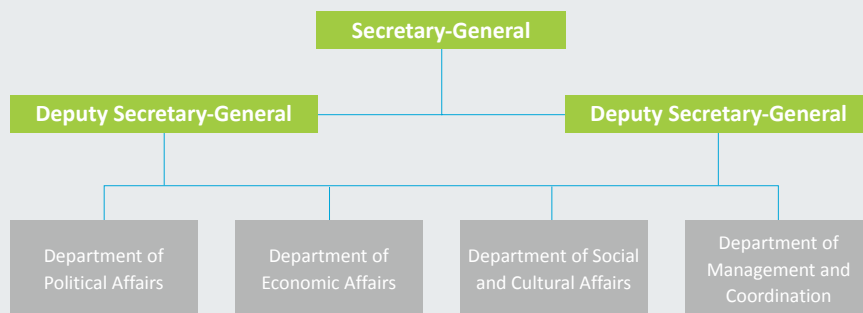 Secretary-General
Deputy Secretary-General
Deputy Secretary-General
Department of
Political Affairs
Department of
Economic Affairs
Department of Social
and Cultural Affairs
Department of
Management and
Coordination